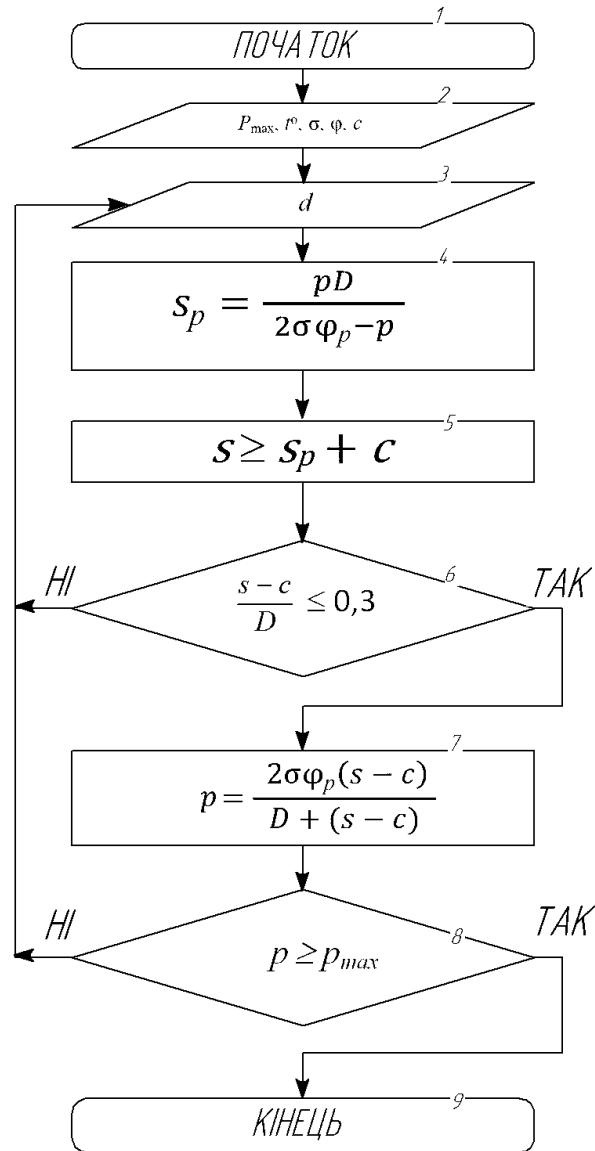 1
ПОЧАТОК
2
P_max, t°, σ, φ, c
3
d
4
s_p = pD / (2σφ_p − p)
5
s ≥ s_p + c
6
НІ
ТАК
(s − c) / D ≤ 0,3
7
p = 2σφ_p(s − c) / (D + (s − c))
НІ
ТАК
8
p ≥ p_max
9
КІНЕЦЬ